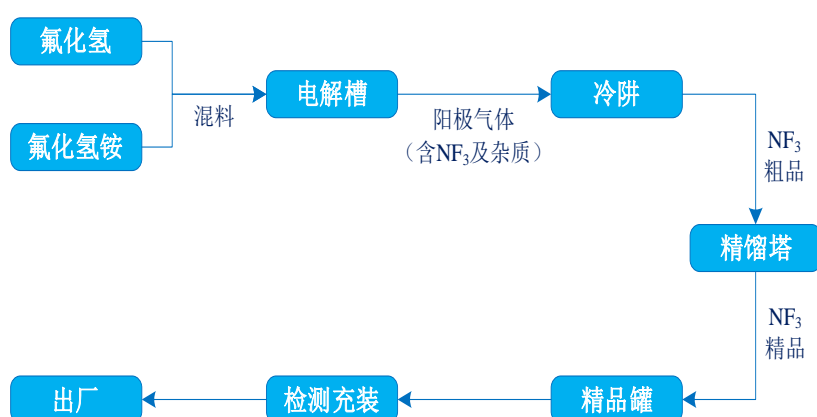 氟化氢
氟化氢铵
混料
电解槽
阳极气体
（含NF₃及杂质）
冷阱
NF₃
粗品
精馏塔
NF₃
精品
精品罐
检测充装
出厂